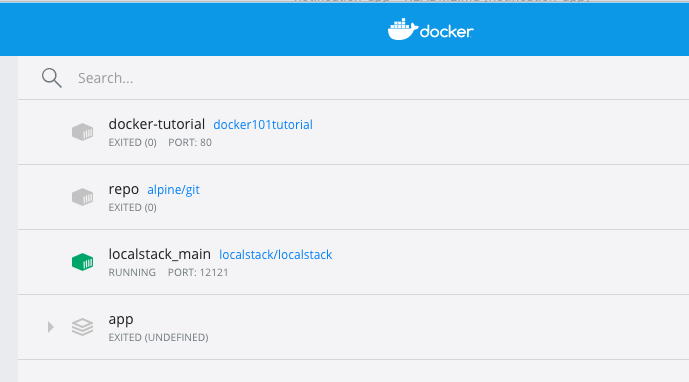 docker
Search...
docker-tutorial docker101tutorial
EXITED (0) PORT: 80
repo alpine/git
EXITED (0)
localstack_main localstack/localstack
RUNNING PORT: 12121
app
EXITED (UNDEFINED)